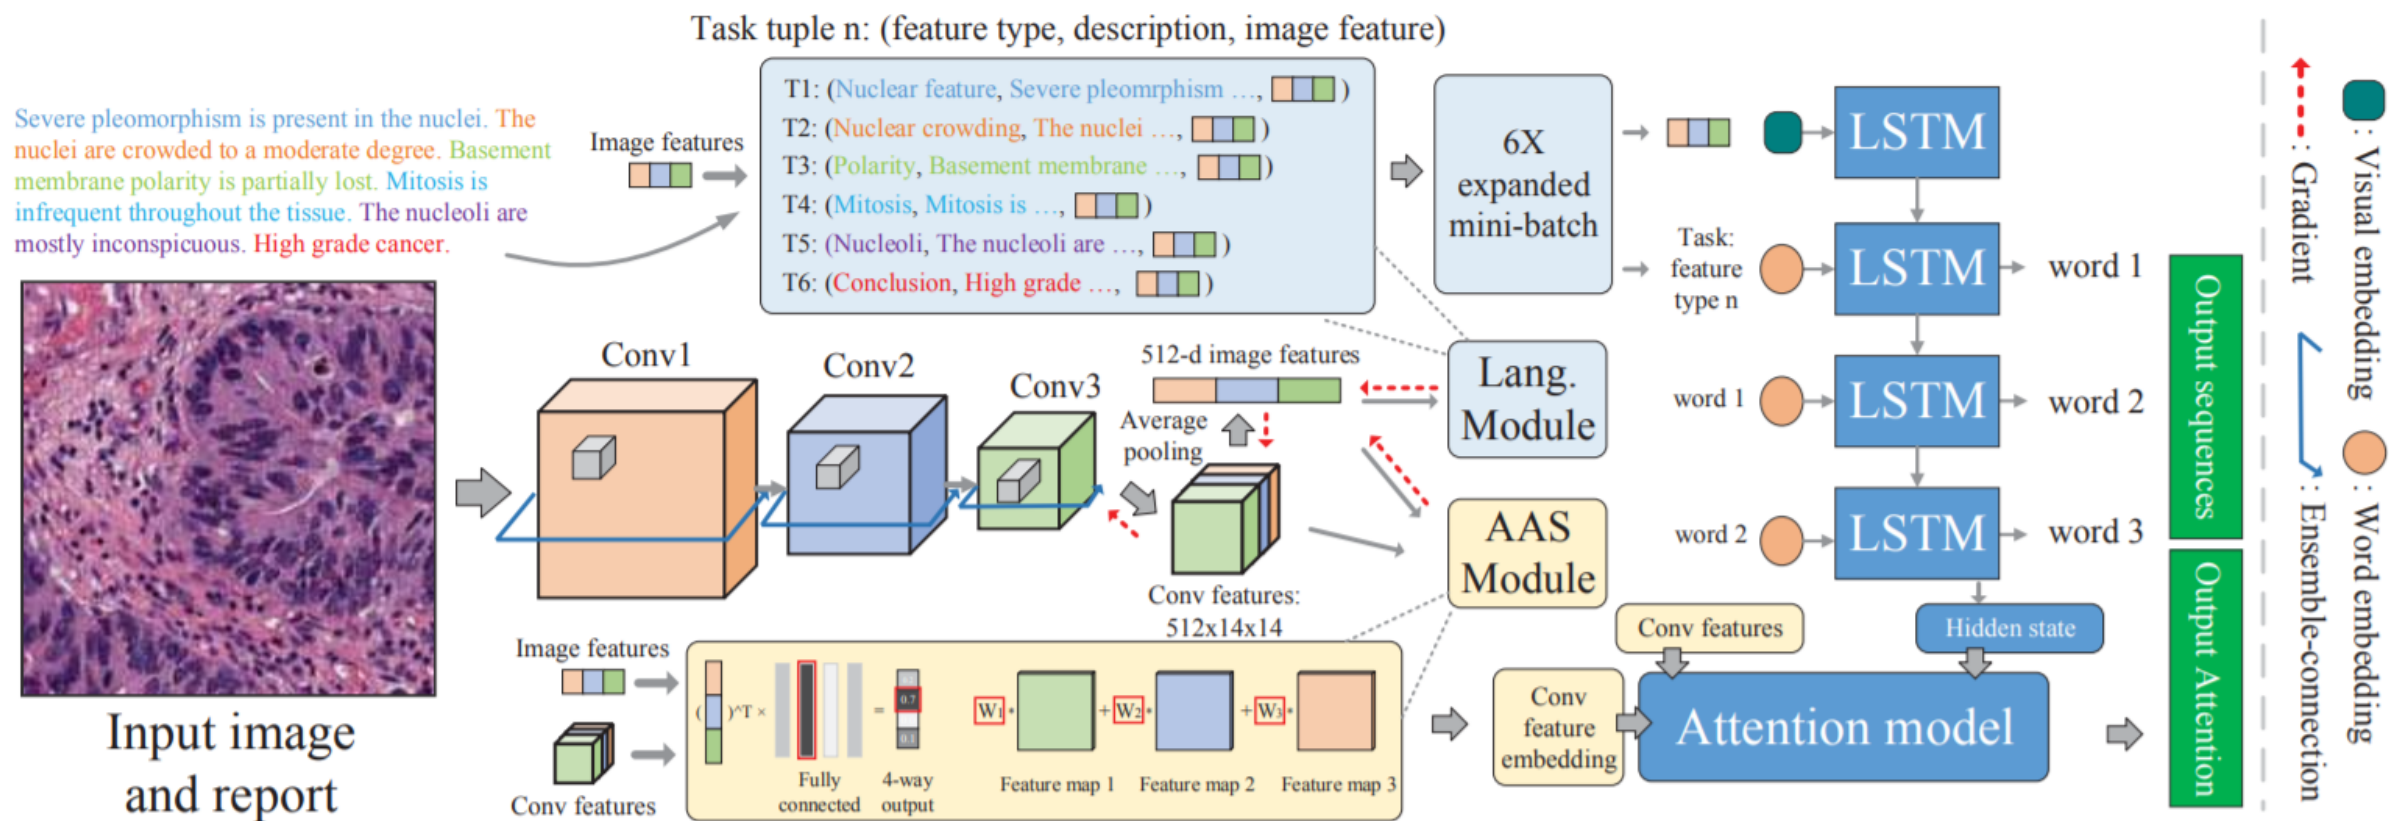 Task tuple n: (feature type, description, image feature)
Severe pleomorphism is present in the nuclei. The
nuclei are crowded to a moderate degree. Basement
membrane polarity is partially lost. Mitosis is
infrequent throughout the tissue. The nucleoli are
mostly inconspicuous. High grade cancer.
Image features
T1: (Nuclear feature, Severe pleomrphism ..., )
T2: (Nuclear crowding, The nuclei ..., )
T3: (Polarity, Basement membrane ..., )
T4: (Mitosis, Mitosis is ..., )
T5: (Nucleoli, The nucleoli are ..., )
T6: (Conclusion, High grade ..., )
6X
expanded
mini-batch
LSTM
Task:
feature
type n
LSTM
word 1
word 1
LSTM
word 2
word 2
LSTM
word 3
Conv1
Conv2
Conv3
512-d image features
Average
pooling
Conv features:
512x14x14
Lang.
Module
AAS
Module
Input image
and report
Image features
Conv features
( )^T ×
=
0.7
0.1
Fully
connected
4-way
output
W1*
+ W2*
+ W3*
Feature map 1
Feature map 2
Feature map 3
Conv
feature
embedding
Conv features
Hidden state
Attention model
Output sequences
Output Attention
: Gradient
: Ensemble-connection
: Visual embedding
: Word embedding